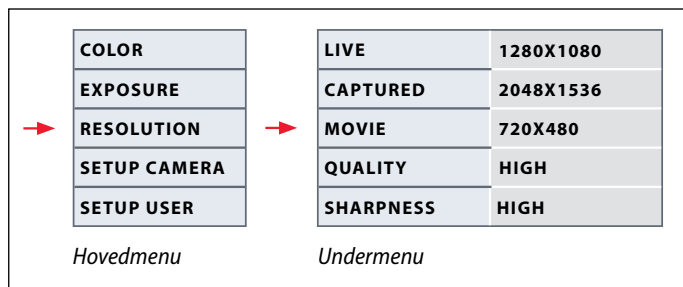 COLOR
EXPOSURE
RESOLUTION
SETUP CAMERA
SETUP USER
Hovedmenu
LIVE 1280X1080
CAPTURED 2048X1536
MOVIE 720X480
QUALITY HIGH
SHARPNESS HIGH
Undermenu